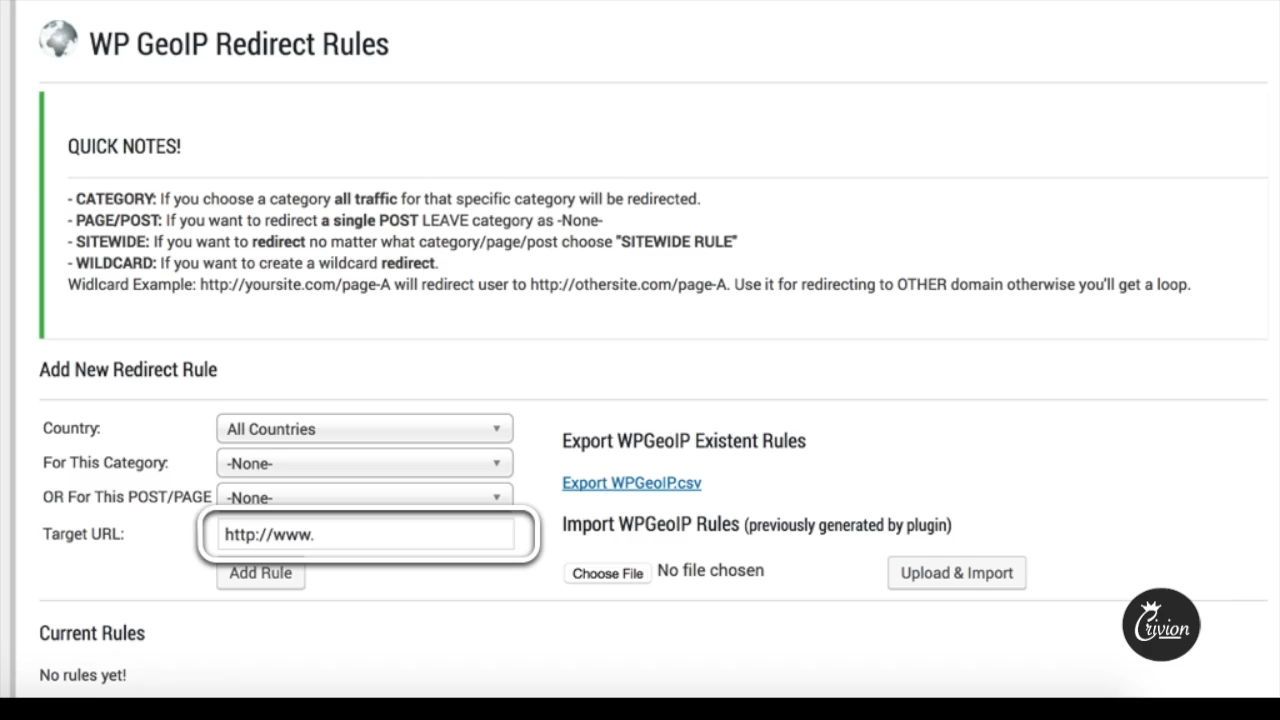 WP GeoIP Redirect Rules
QUICK NOTES!
- CATEGORY: If you choose a category all traffic for that specific category will be redirected.
- PAGE/POST: If you want to redirect a single POST LEAVE category as -None-
- SITEWIDE: If you want to redirect no matter what category/page/post choose "SITEWIDE RULE"
- WILDCARD: If you want to create a wildcard redirect.
Widlcard Example: http://yoursite.com/page-A will redirect user to http://othersite.com/page-A. Use it for redirecting to OTHER domain otherwise you'll get a loop.
Add New Redirect Rule
Country: All Countries
For This Category: -None-
OR For This POST/PAGE -None-
Target URL: http://www.
Add Rule
Export WPGeoIP Existent Rules
Export WPGeoIP.csv
Import WPGeoIP Rules (previously generated by plugin)
Choose File No file chosen Upload & Import
Crivion
Current Rules
No rules yet!